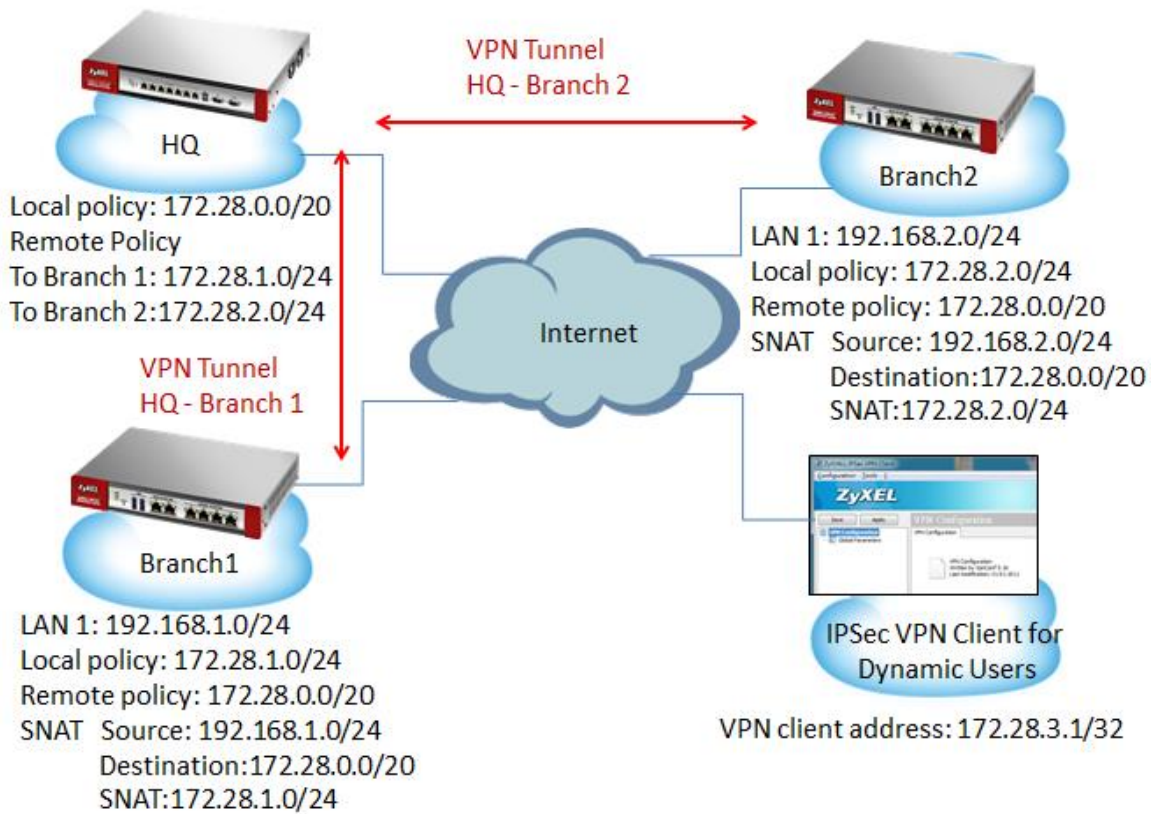 VPN Tunnel
HQ - Branch 2
HQ
Local policy: 172.28.0.0/20
Remote Policy
To Branch 1: 172.28.1.0/24
To Branch 2:172.28.2.0/24
Branch2
LAN 1: 192.168.2.0/24
Local policy: 172.28.2.0/24
Remote policy: 172.28.0.0/20
SNAT Source: 192.168.2.0/24
Destination:172.28.0.0/20
SNAT:172.28.2.0/24
Internet
VPN Tunnel
HQ - Branch 1
Branch1
LAN 1: 192.168.1.0/24
Local policy: 172.28.1.0/24
Remote policy: 172.28.0.0/20
SNAT Source: 192.168.1.0/24
Destination:172.28.0.0/20
SNAT:172.28.1.0/24
ZyXEL
VPN Configuration
IPSec VPN Client for
Dynamic Users
VPN client address: 172.28.3.1/32